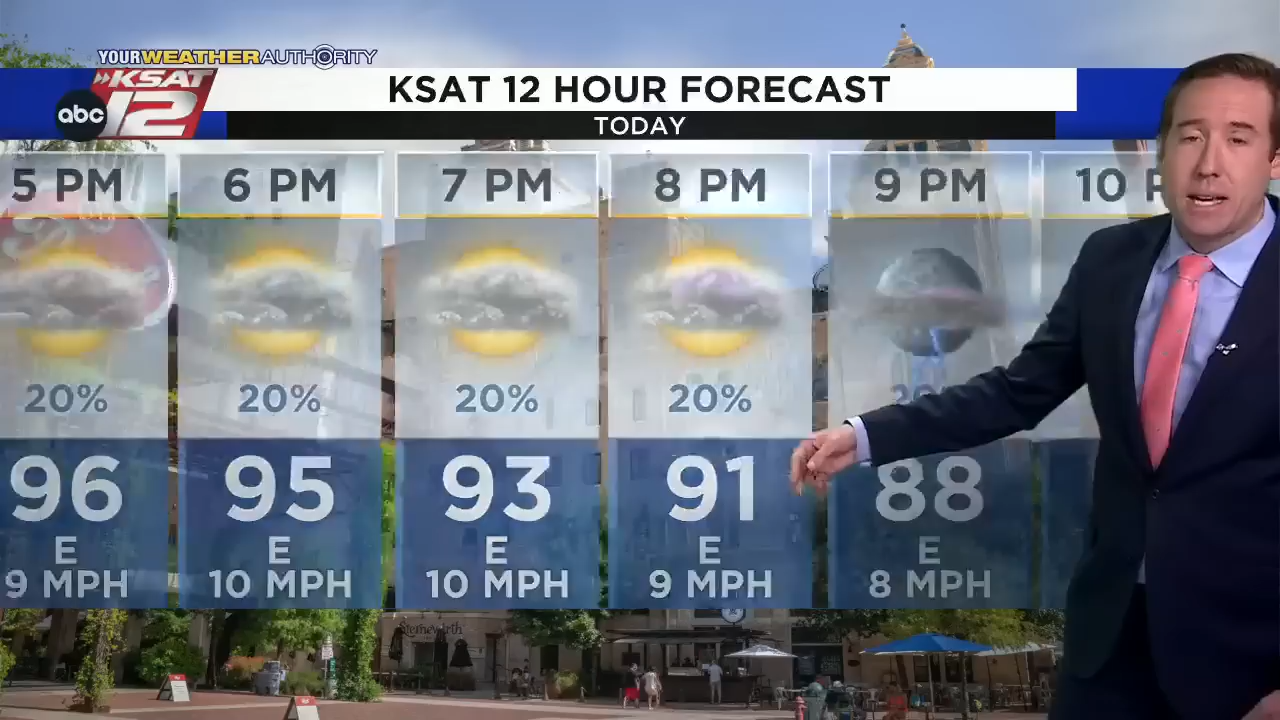 YOURWEATHERAUTHORITY
KSAT
abc 12
KSAT 12 HOUR FORECAST
TODAY
5 PM 6 PM 7 PM 8 PM 9 PM 10 P
20% 20% 20% 20% 20
96 95 93 91 88
E E E E E
9 MPH 10 MPH 10 MPH 9 MPH 8 MPH